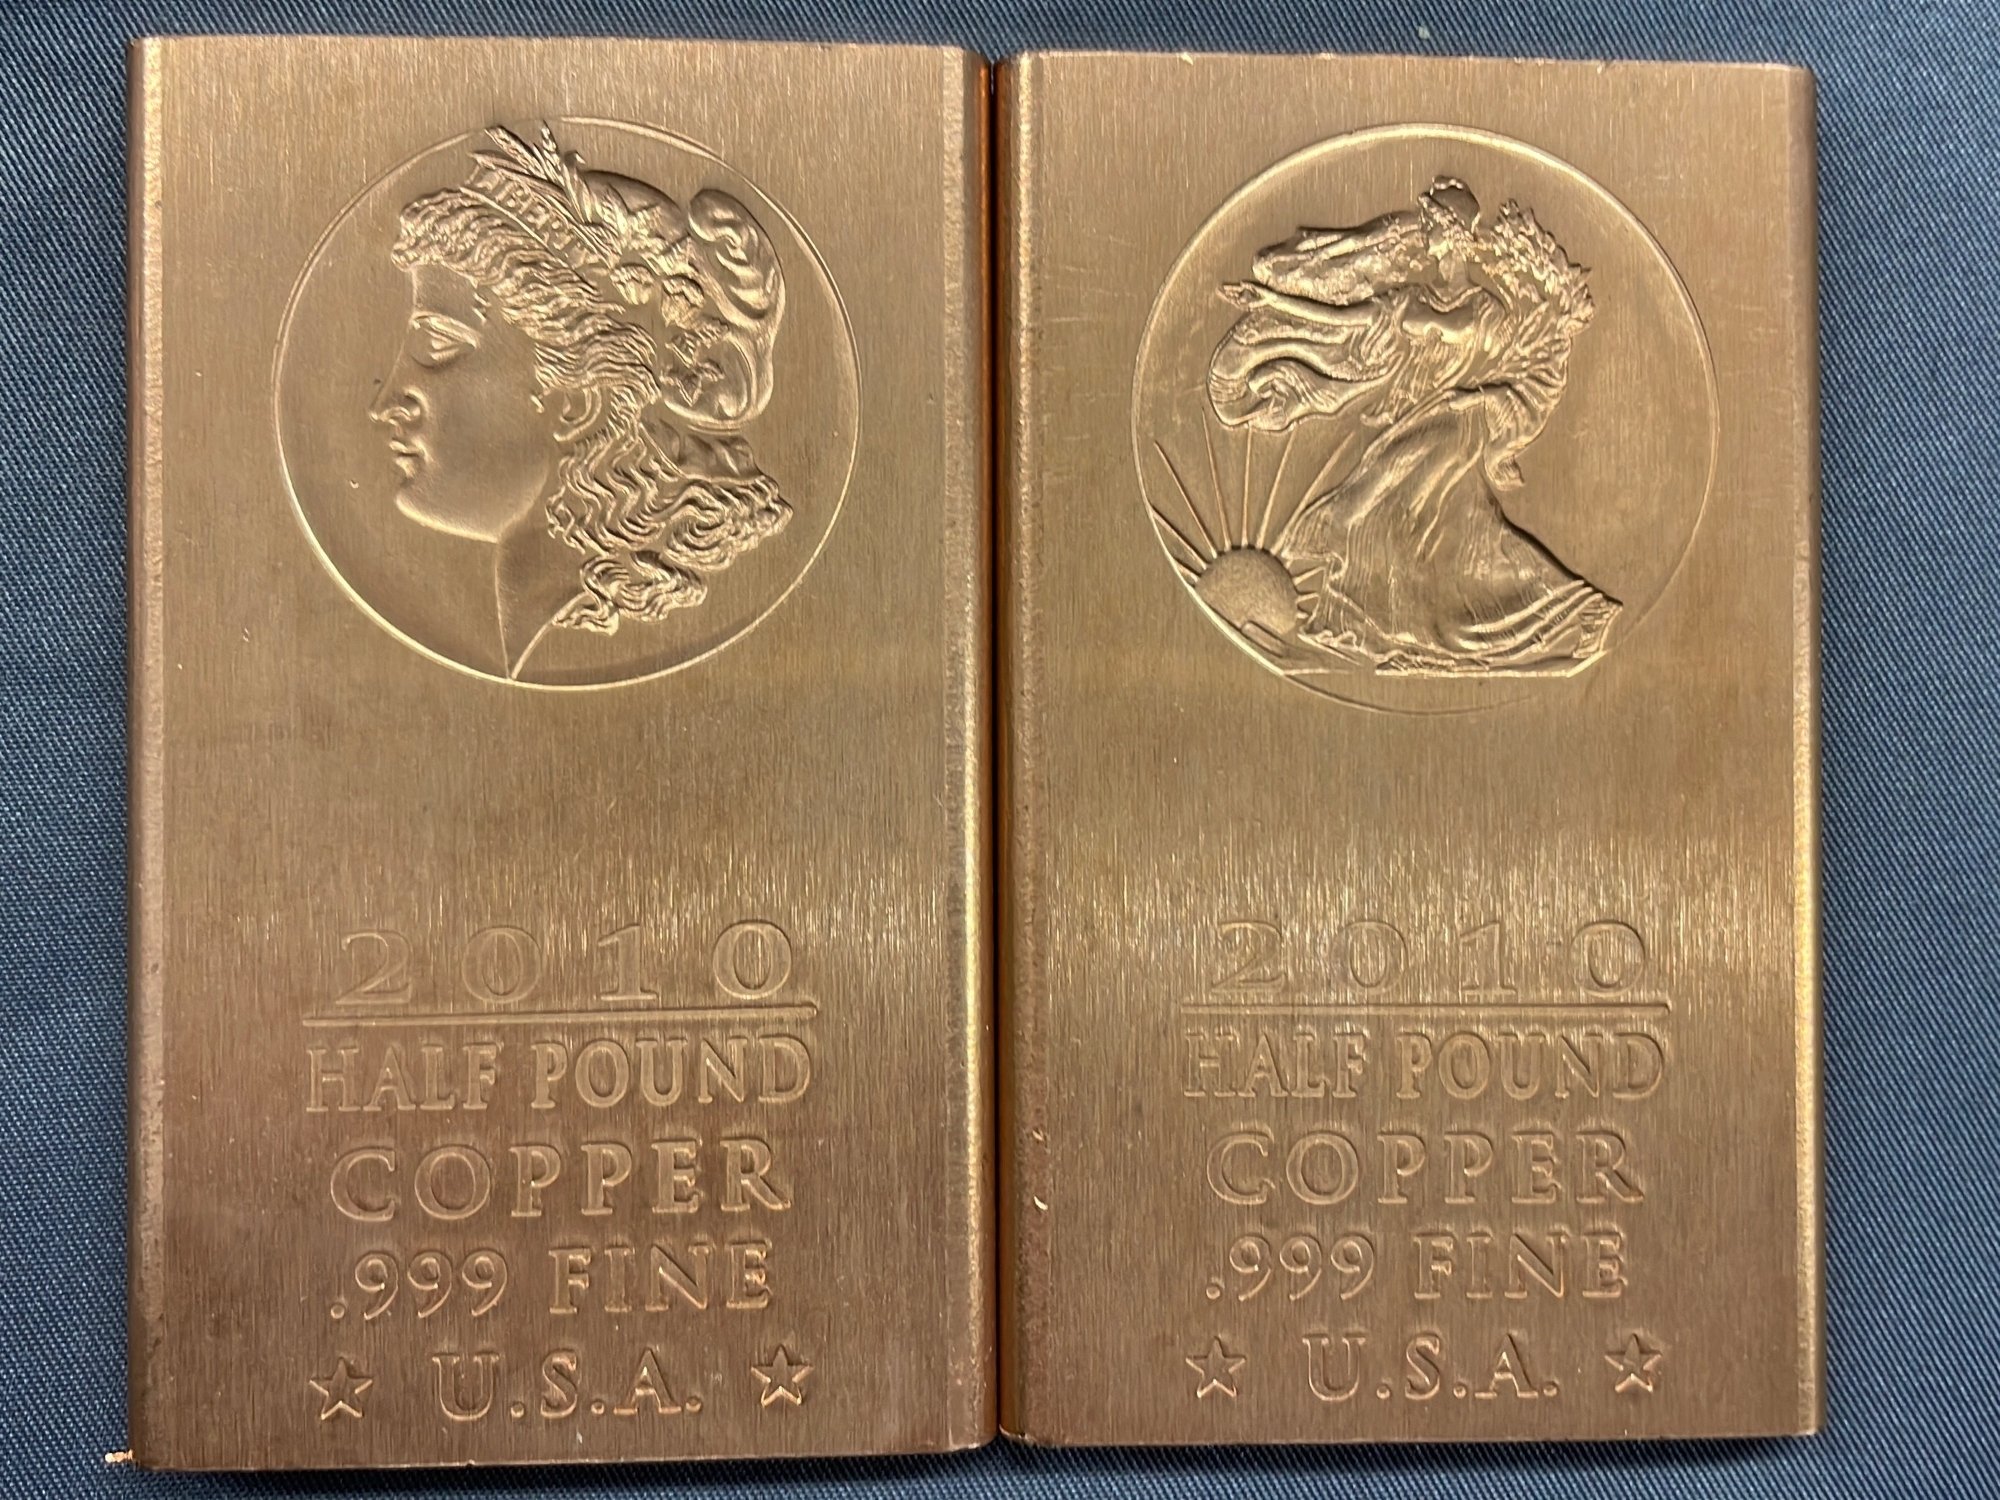 LIBERTY
2010
HALF POUND
COPPER
.999 FINE
★ U.S.A. ★
2010
HALF POUND
COPPER
.999 FINE
★ U.S.A. ★